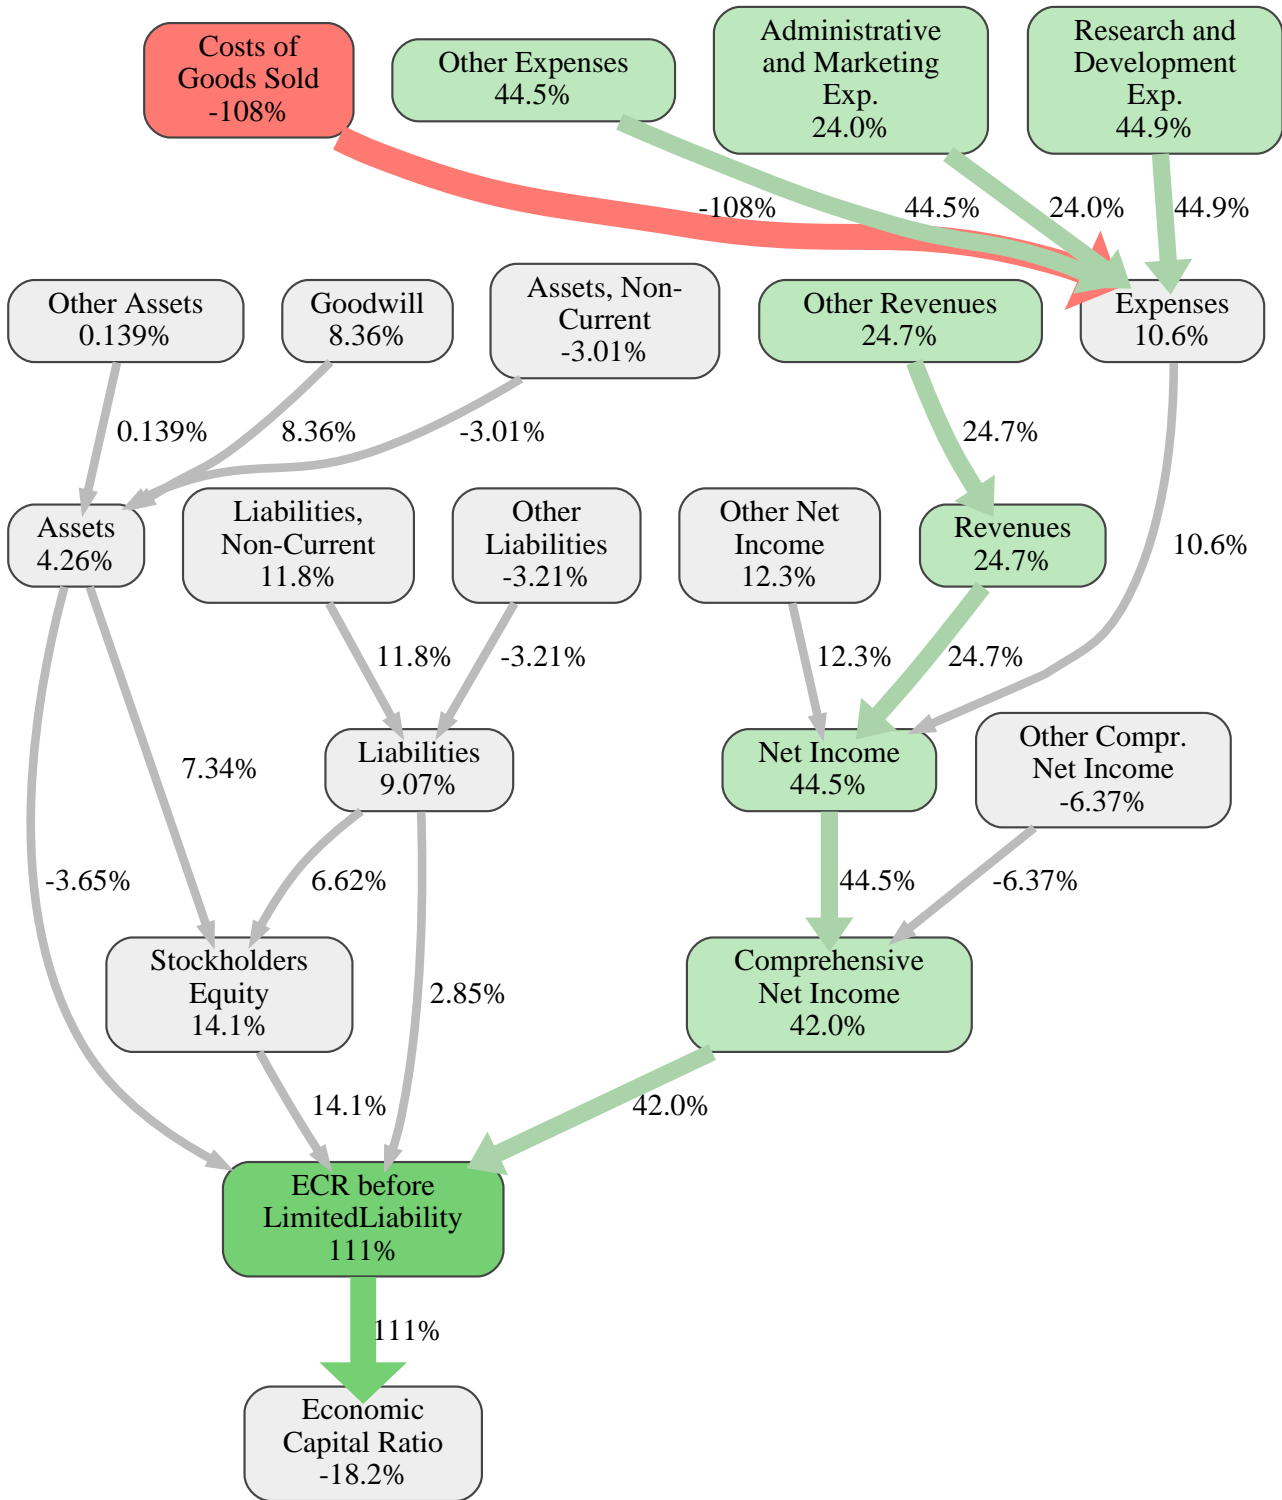 Costs of
Goods Sold
-108%
Other Expenses
44.5%
Administrative
and Marketing
Exp.
24.0%
Research and
Development
Exp.
44.9%
-108%
44.5%
24.0%
44.9%
Other Assets
0.139%
Goodwill
8.36%
Assets, Non-
Current
-3.01%
Other Revenues
24.7%
Expenses
10.6%
0.139%
8.36%
-3.01%
24.7%
Assets
4.26%
Liabilities,
Non-Current
11.8%
Other
Liabilities
-3.21%
Other Net
Income
12.3%
Revenues
24.7%
10.6%
11.8%
-3.21%
12.3%
24.7%
7.34%
Liabilities
9.07%
Net Income
44.5%
Other Compr.
Net Income
-6.37%
-3.65%
6.62%
44.5%
-6.37%
Stockholders
Equity
14.1%
2.85%
Comprehensive
Net Income
42.0%
14.1%
42.0%
ECR before
LimitedLiability
111%
111%
Economic
Capital Ratio
-18.2%